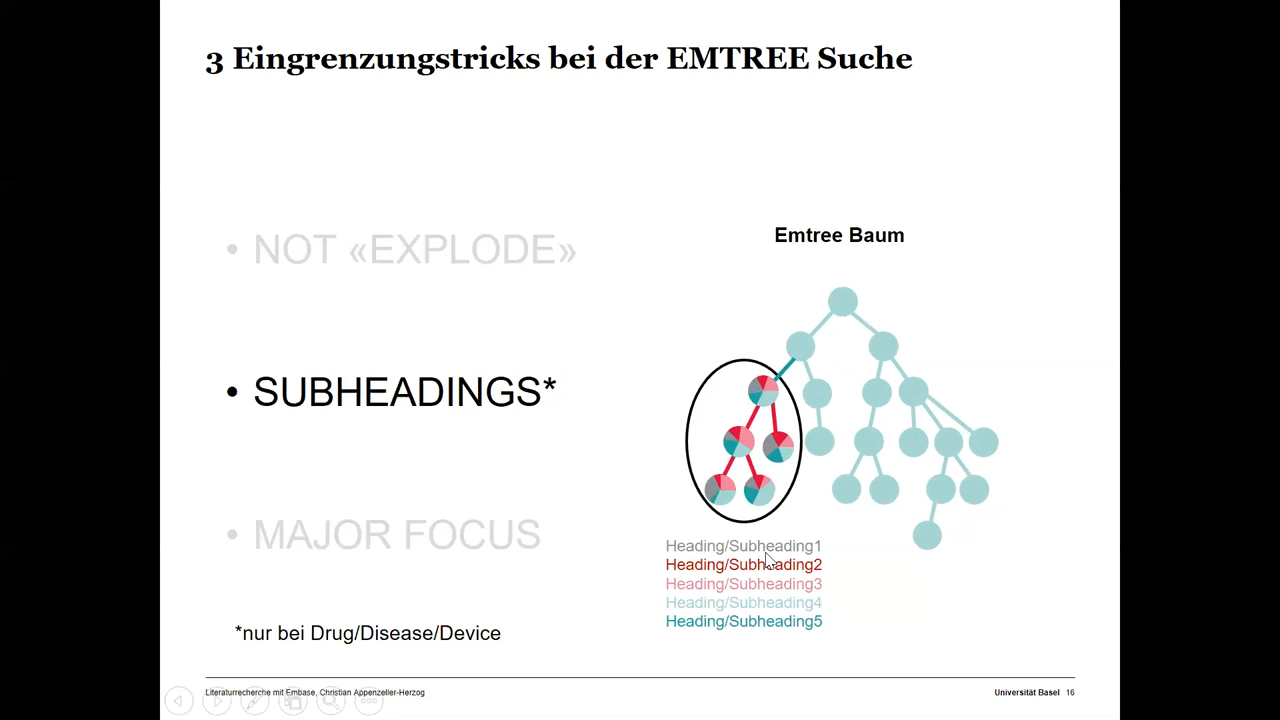 3 Eingrenzungstricks bei der EMTREE Suche
• NOT «EXPLODE»
• SUBHEADINGS*
• MAJOR FOCUS
*nur bei Drug/Disease/Device
Emtree Baum
Heading/Subheading1
Heading/Subheading2
Heading/Subheading3
Heading/Subheading4
Heading/Subheading5
Literaturrecherche mit Embase, Christian Appenzeller-Herzog
Universität Basel 16